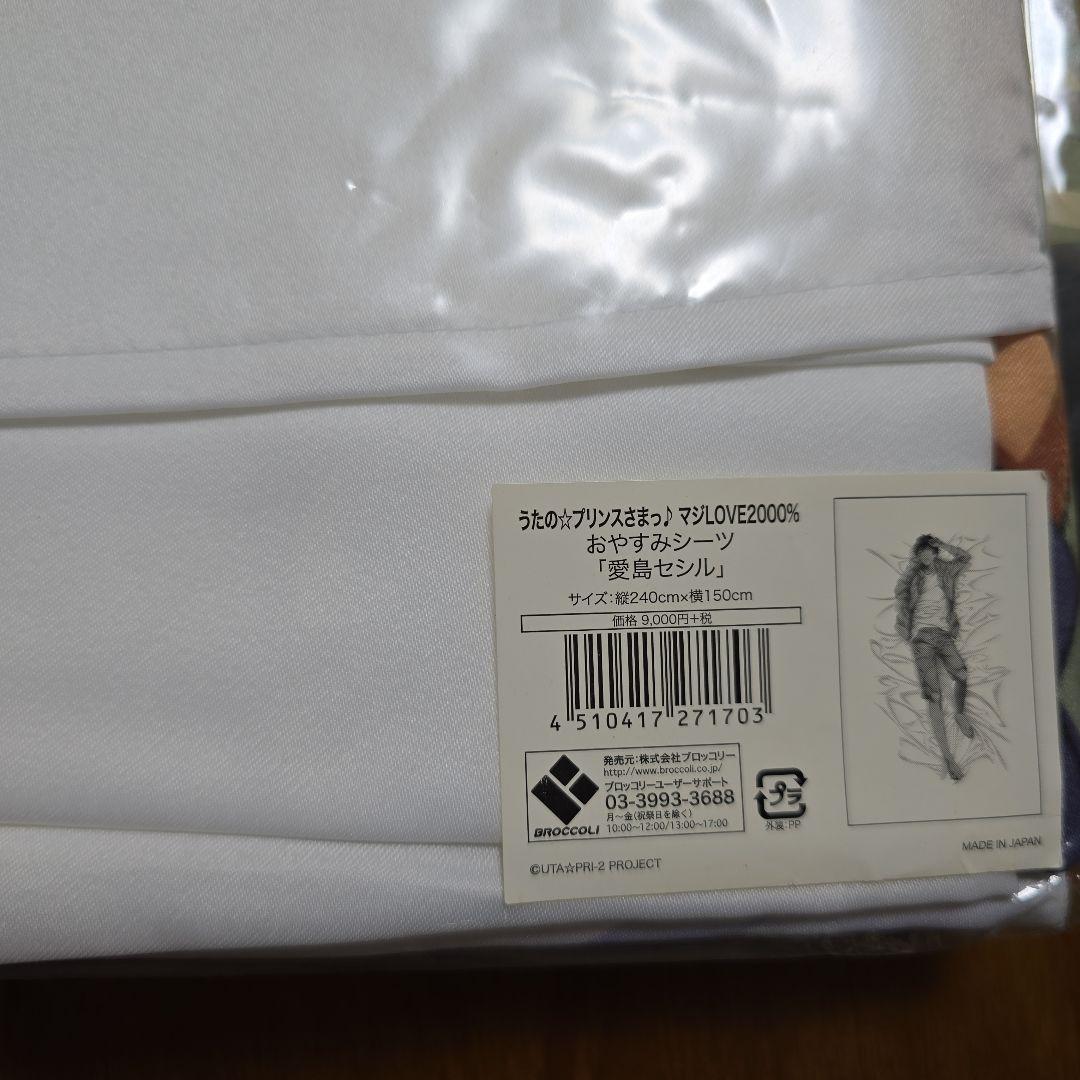 うたの☆プリンスさまっ♪ マジLOVE2000%
おやすみシーツ
「愛島セシル」
サイズ:縦240cm×横150cm
価格 9,000円+税
4 510417 271703
発売元:株式会社ブロッコリー
http://www.broccoli.co.jp/
ブロッコリーユーザーサポート
03-3993-3688
月～金(祝祭日を除く)
10:00~12:00/13:00~17:00
BROCCOLI
プラ
外装:PP
©UTA☆PRI-2 PROJECT
MADE IN JAPAN